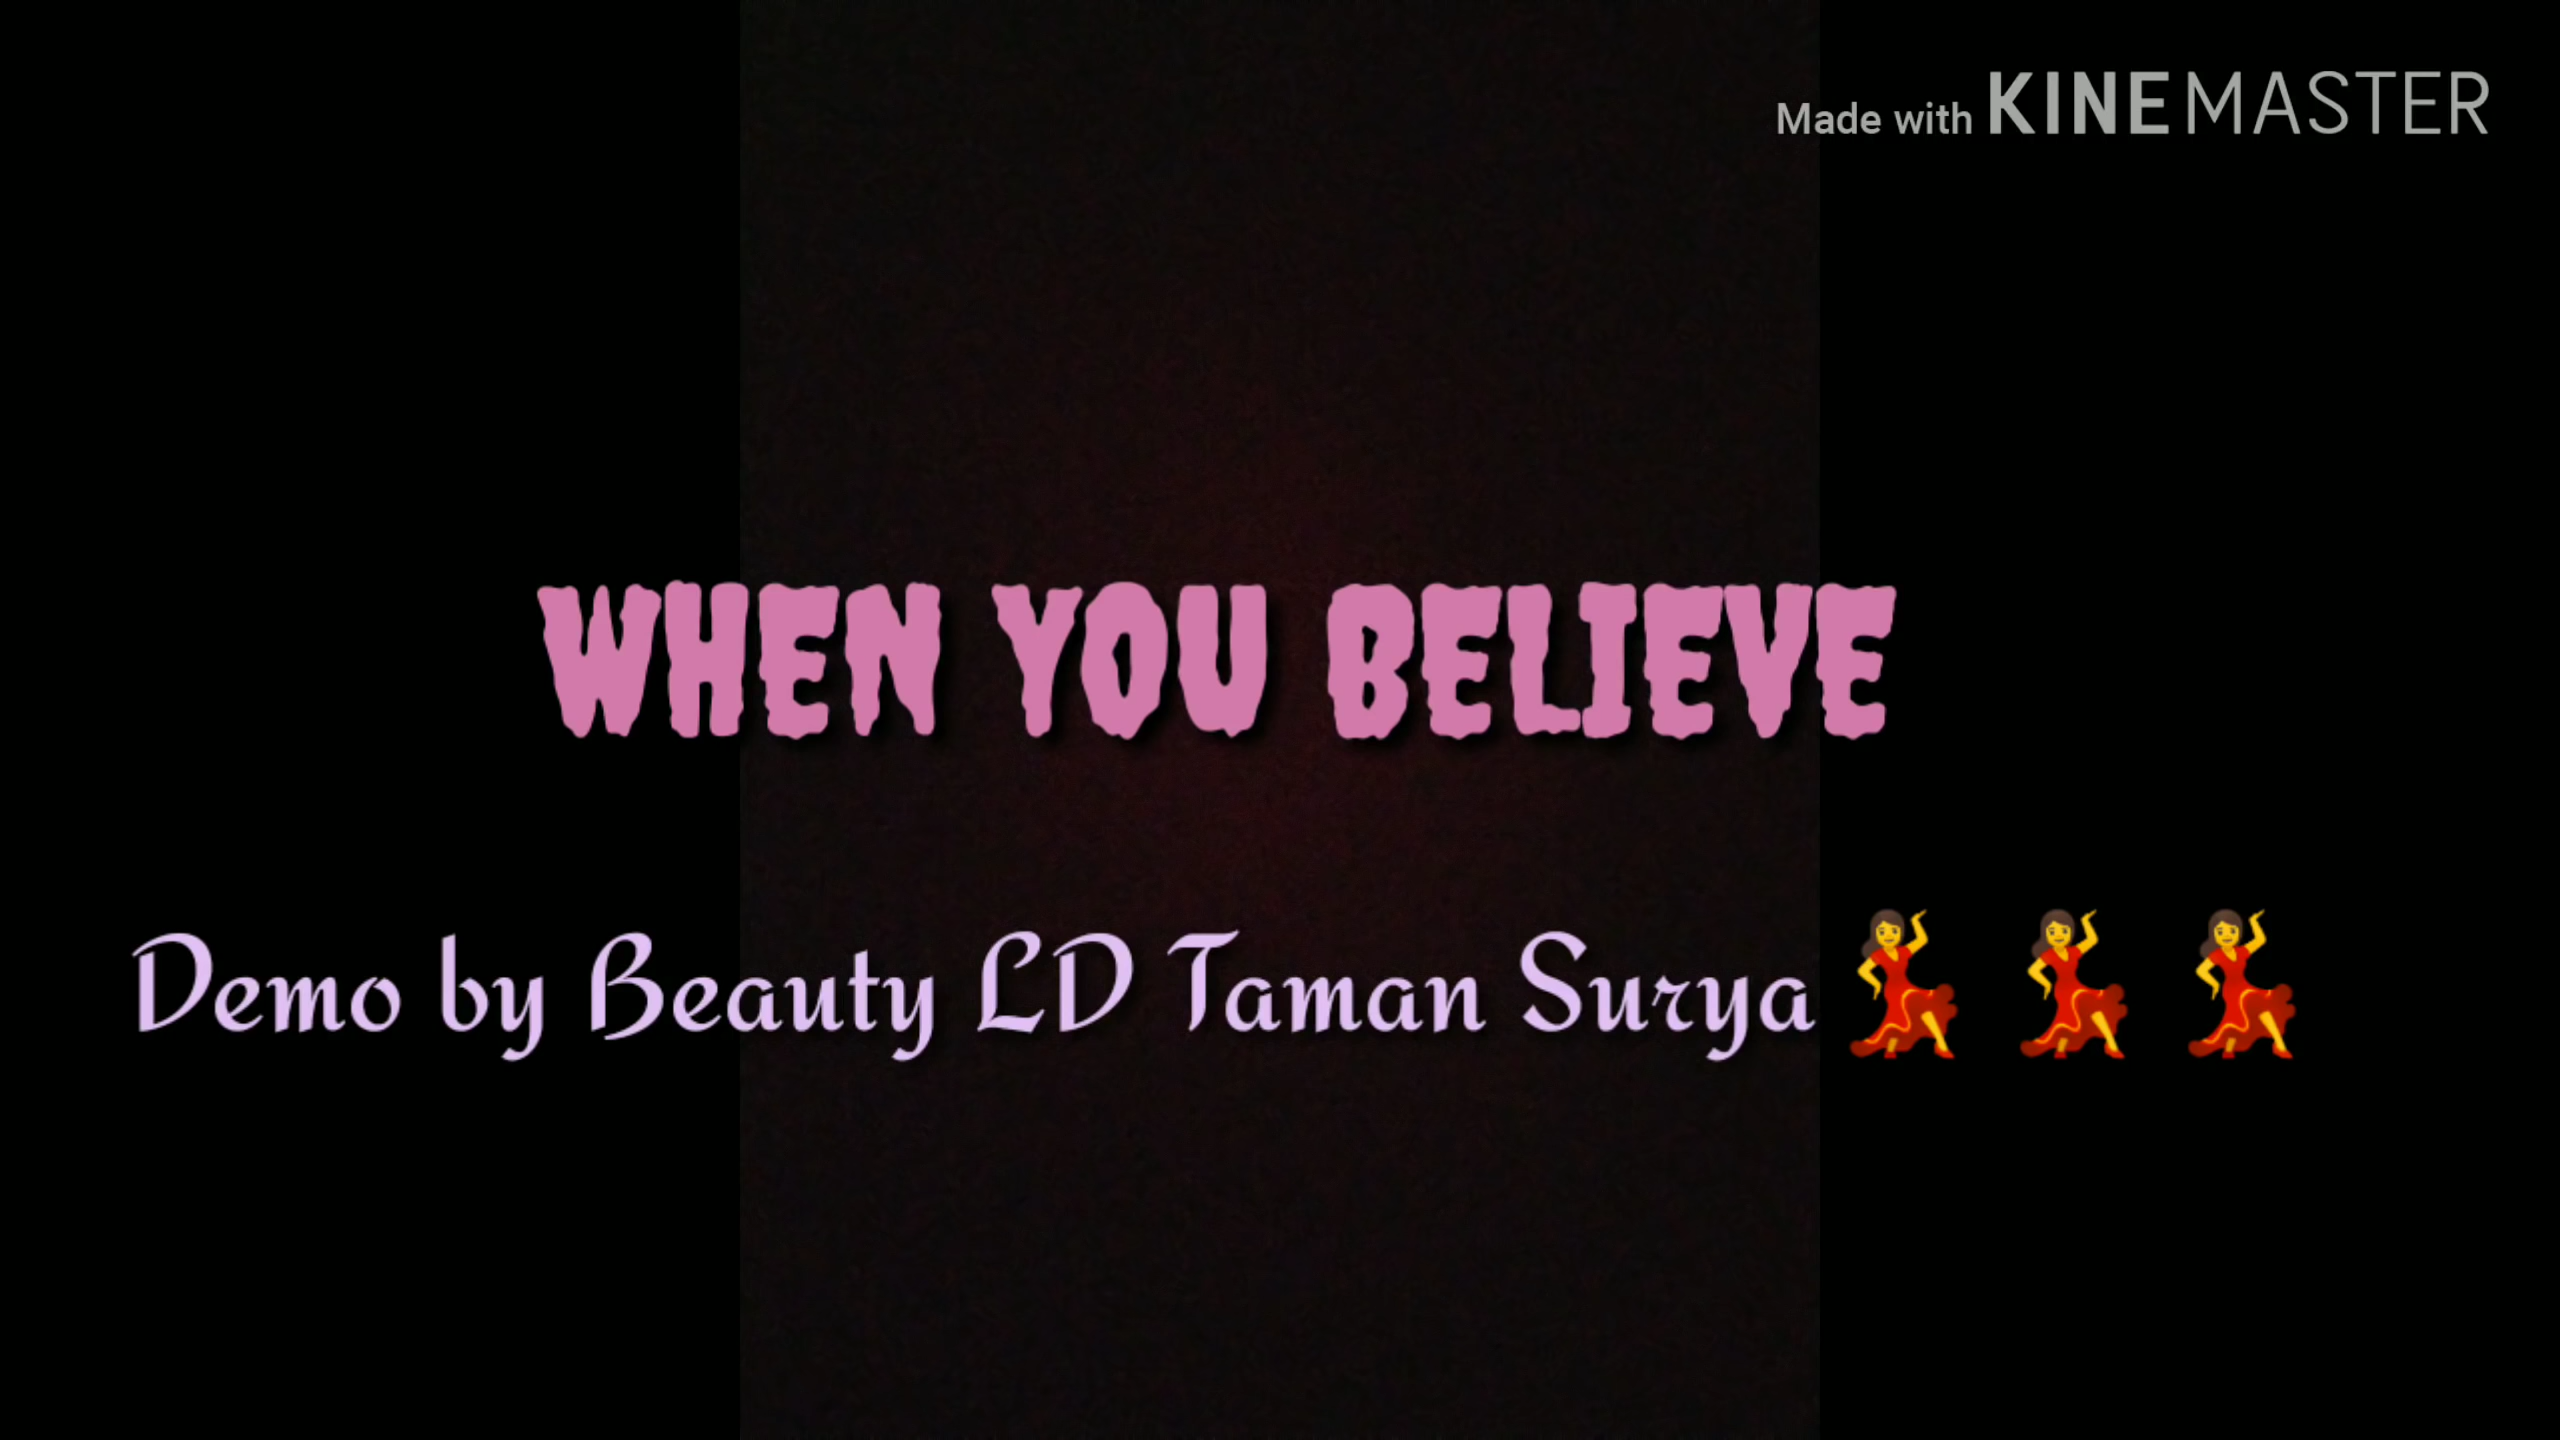 Made with KINEMASTER
WHEN YOU BELIEVE
Demo by Beauty LD Taman Surya 💃 💃 💃